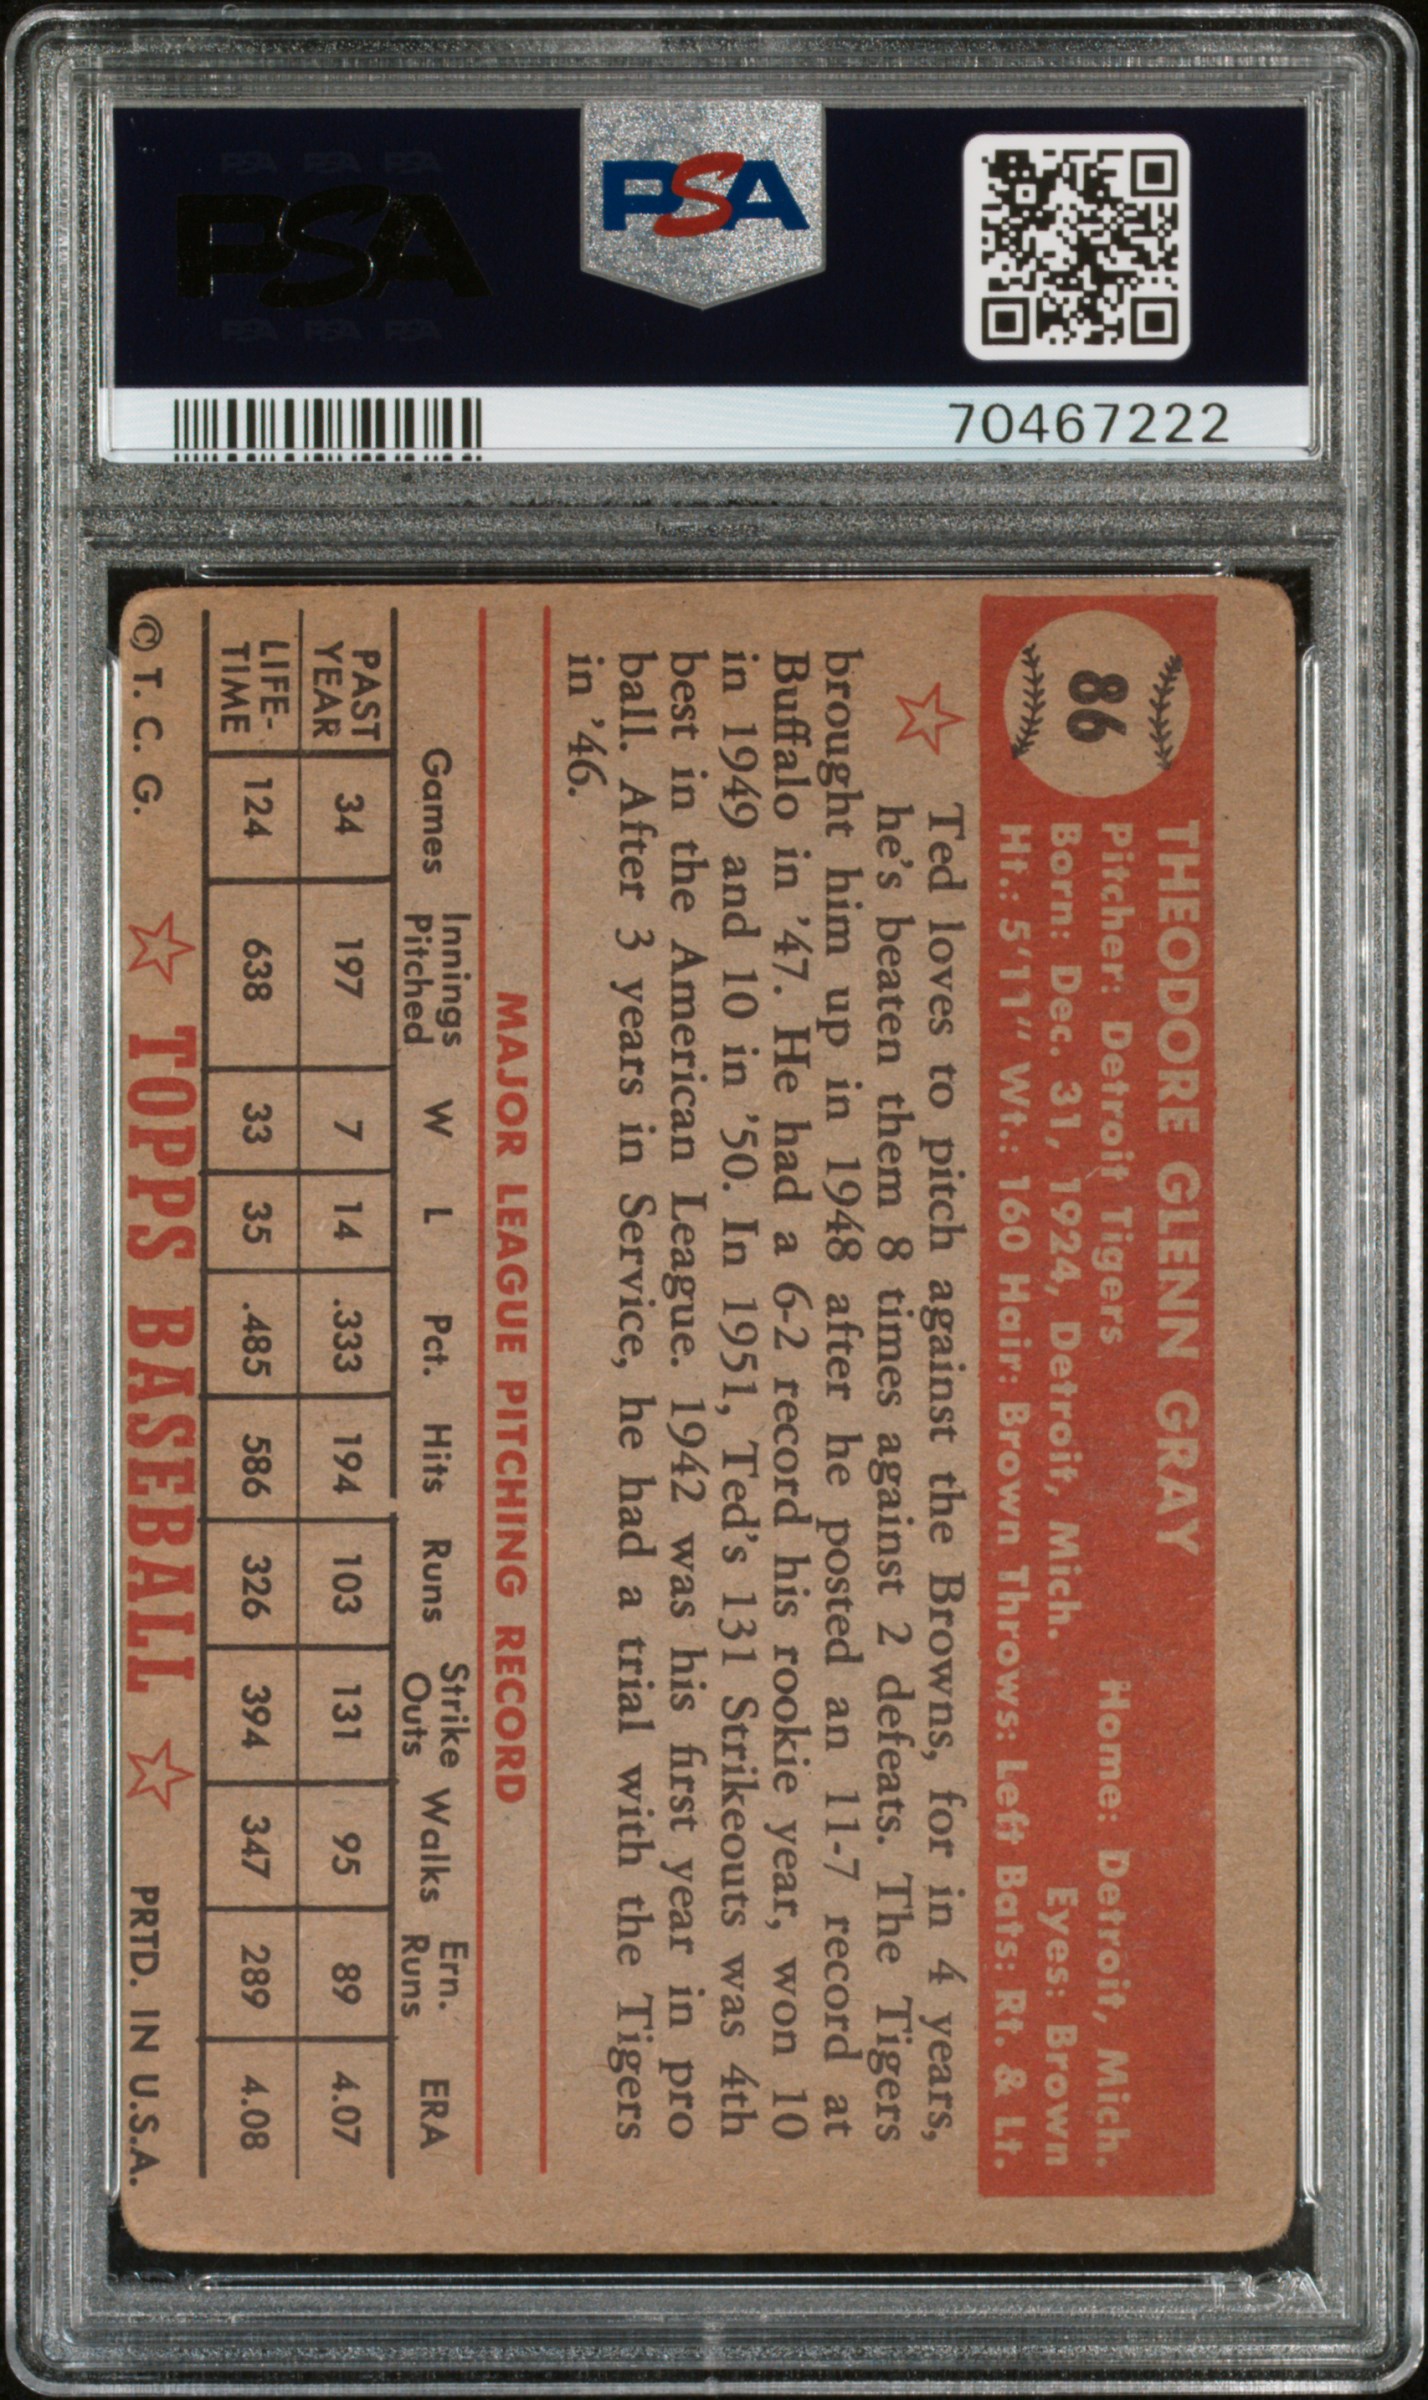 PSA PSA PSA
PSA
PSA PSA PSA
PSA
70467222
86
THEODORE GLENN GRAY
Pitcher: Detroit Tigers Home: Detroit, Mich.
Born: Dec. 31, 1924, Detroit, Mich. Eyes: Brown
Ht.: 5'11" Wt.: 160 Hair: Brown Throws: Left Bats: Rt. & Lt.
Ted loves to pitch against the Browns, for in 4 years,
he's beaten them 8 times against 2 defeats. The Tigers
brought him up in 1948 after he posted an 11-7 record at
Buffalo in '47. He had a 6-2 record his rookie year, won 10
in 1949 and 10 in '50. In 1951, Ted's 131 Strikeouts was 4th
best in the American League. 1942 was his first year in pro
ball. After 3 years in Service, he had a trial with the Tigers
in '46.
MAJOR LEAGUE PITCHING RECORD
Games Innings Pitched W L Pct. Hits Runs Strike Outs Walks Ern. Runs ERA
PAST YEAR 34 197 7 14 .333 194 103 131 95 89 4.07
LIFE-TIME 124 638 33 35 .485 586 326 394 347 289 4.08
© T. C. G. ☆ TOPPS BASEBALL ☆ PRTD. IN U.S.A.
PSA